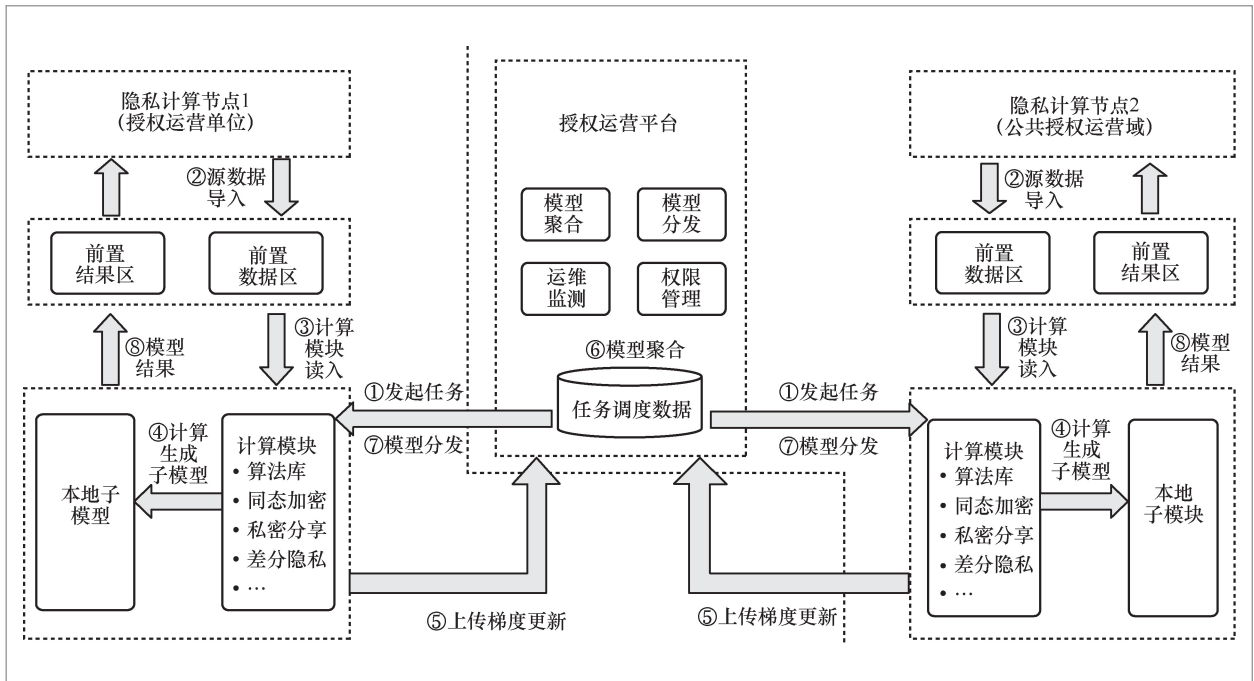 隐私计算节点1
(授权运营单位)
②源数据
导入
前置
结果区
前置
数据区
⑧模型
结果
③计算
模块
读入
本地子
模型
④计算
生成
子模型
计算模块
• 算法库
• 同态加密
• 私密分享
• 差分隐私
• …
授权运营平台
模型
聚合
模型
分发
运维
监测
权限
管理
⑥模型聚合
任务调度数据
①发起任务
⑦模型分发
①发起任务
⑦模型分发
⑤上传梯度更新
⑤上传梯度更新
隐私计算节点2
(公共授权运营域)
②源数据
导入
前置
数据区
前置
结果区
③计算
模块
读入
⑧模型
结果
计算模块
• 算法库
• 同态加密
• 私密分享
• 差分隐私
• …
④计算
生成
子模型
本地
子模块